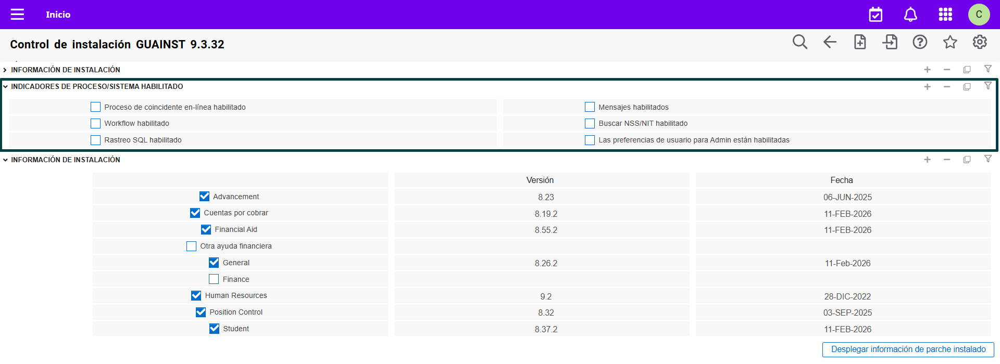 Inicio
C
Control de instalación GUAINST 9.3.32
INFORMACIÓN DE INSTALACIÓN
INDICADORES DE PROCESO/SISTEMA HABILITADO
Proceso de coincidente en-línea habilitado
Mensajes habilitados
Workflow habilitado
Buscar NSS/NIT habilitado
Rastreo SQL habilitado
Las preferencias de usuario para Admin están habilitadas
INFORMACIÓN DE INSTALACIÓN
Versión Fecha
Advancement 8.23 06-JUN-2025
Cuentas por cobrar 8.19.2 11-FEB-2026
Financial Aid 8.55.2 11-FEB-2026
Otra ayuda financiera
General 8.26.2 11-Feb-2026
Finance
Human Resources 9.2 28-DIC-2022
Position Control 8.32 03-SEP-2025
Student 8.37.2 11-FEB-2026
Desplegar información de parche instalado